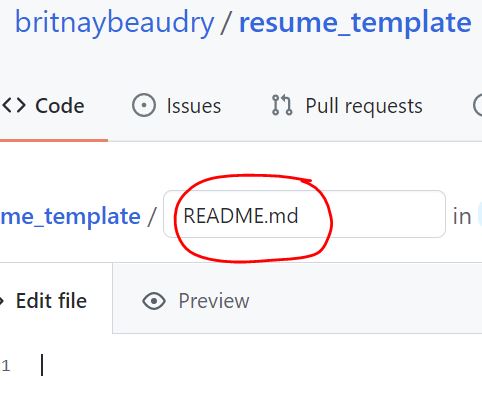 britnaybeaudry / resume_template
<> Code Issues Pull requests
me_template / README.md in
Edit file Preview
1